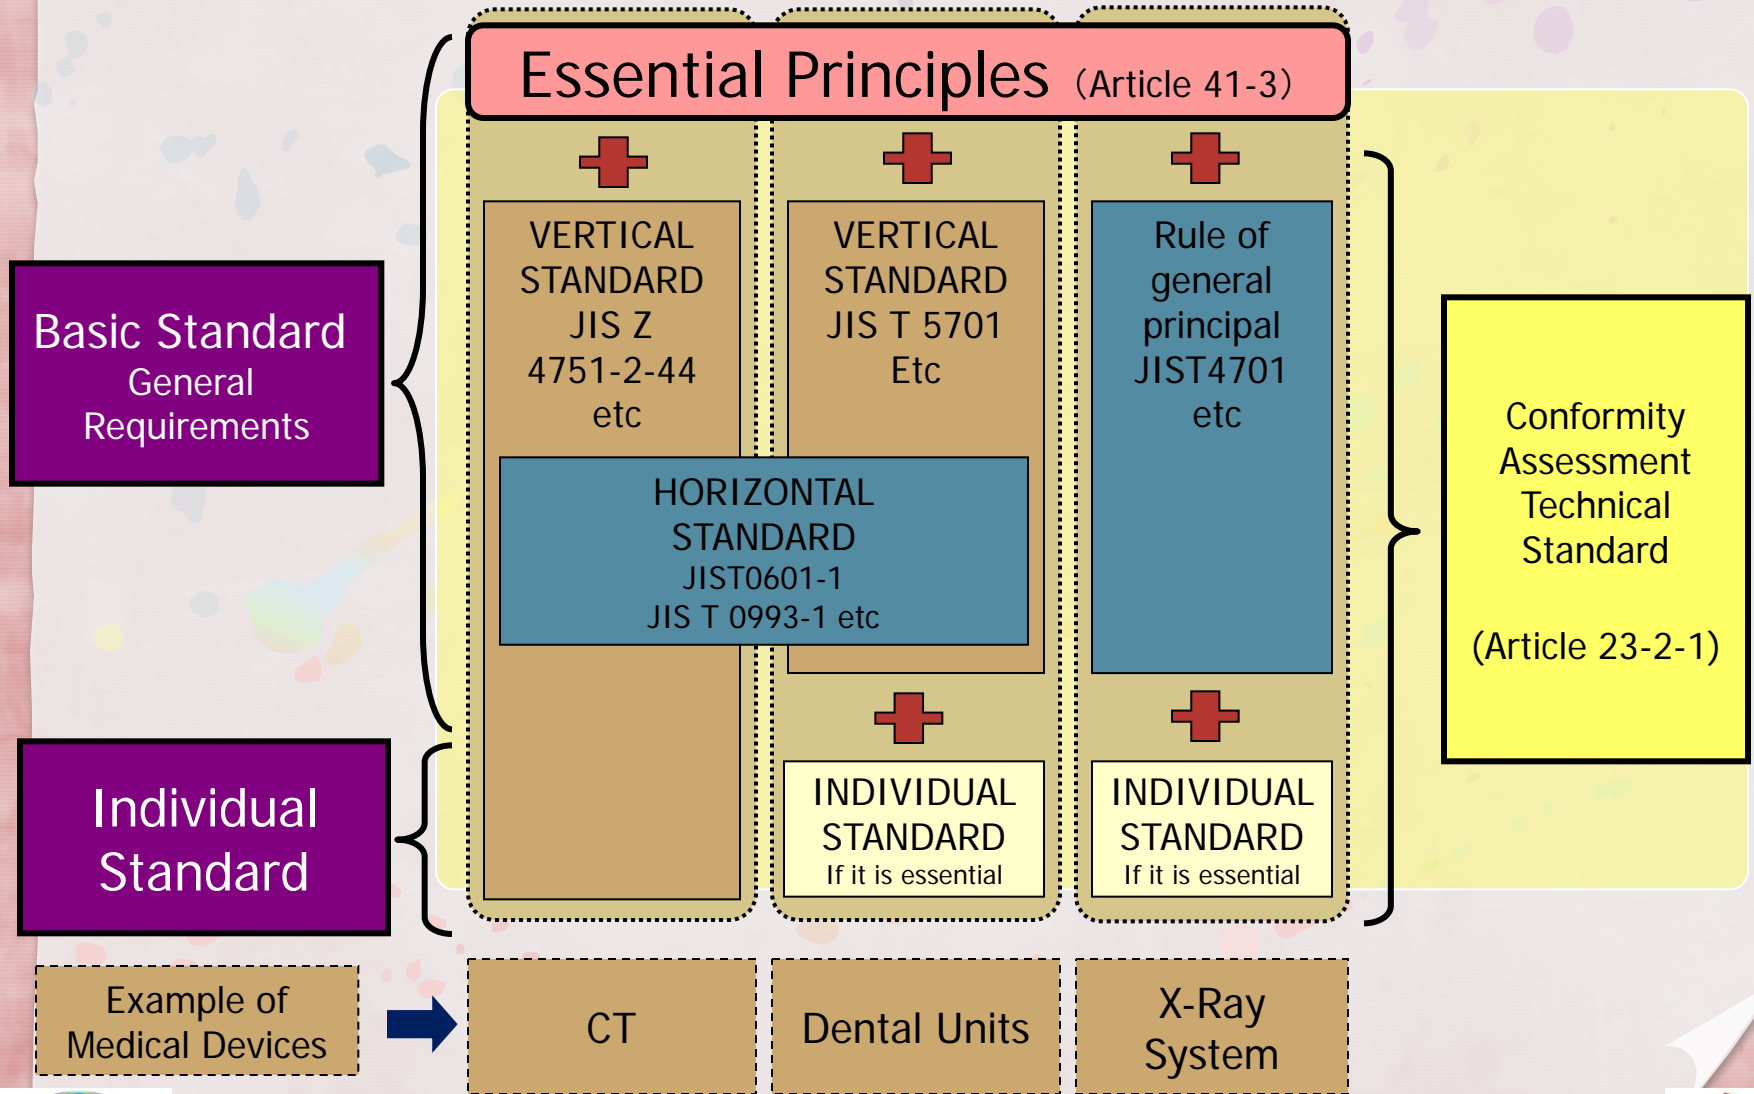 Essential Principles (Article 41-3)
VERTICAL
STANDARD
JIS Z
4751-2-44
etc
VERTICAL
STANDARD
JIS T 5701
Etc
Rule of
general
principal
JIST4701
etc
HORIZONTAL
STANDARD
JIST0601-1
JIS T 0993-1 etc
Basic Standard
General
Requirements
Conformity
Assessment
Technical
Standard
(Article 23-2-1)
Individual
Standard
INDIVIDUAL
STANDARD
If it is essential
INDIVIDUAL
STANDARD
If it is essential
Example of
Medical Devices
CT
Dental Units
X-Ray
System